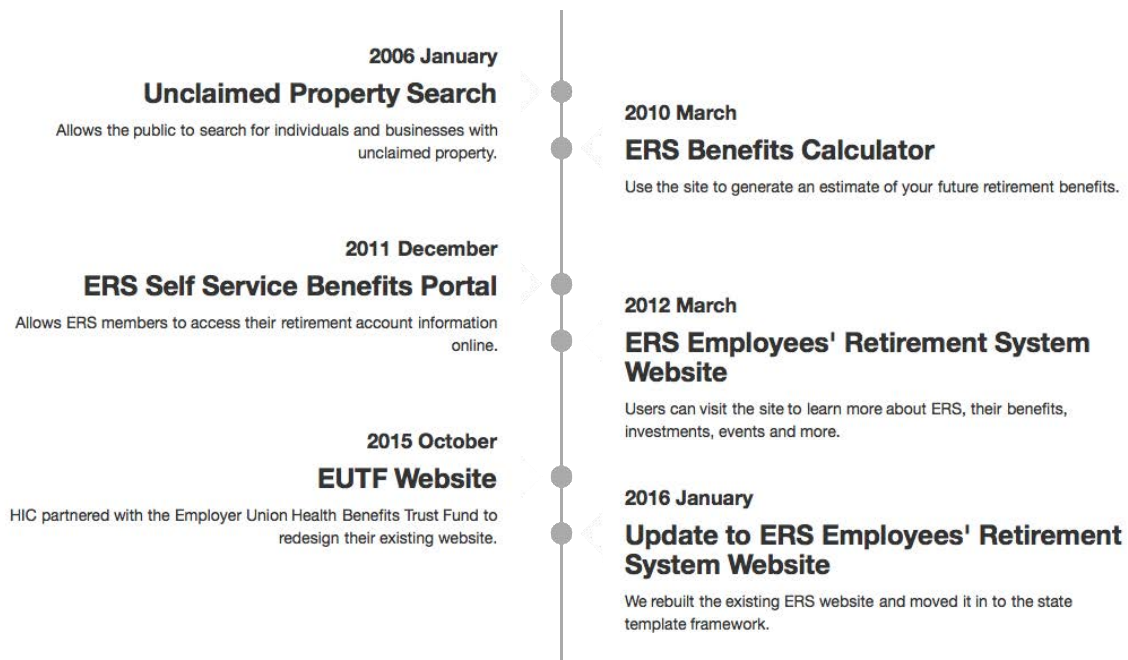 2006 January
Unclaimed Property Search
Allows the public to search for individuals and businesses with
unclaimed property.
2010 March
ERS Benefits Calculator
Use the site to generate an estimate of your future retirement benefits.
2011 December
ERS Self Service Benefits Portal
Allows ERS members to access their retirement account information
online.
2012 March
ERS Employees' Retirement System
Website
Users can visit the site to learn more about ERS, their benefits,
investments, events and more.
2015 October
EUTF Website
HIC partnered with the Employer Union Health Benefits Trust Fund to
redesign their existing website.
2016 January
Update to ERS Employees' Retirement
System Website
We rebuilt the existing ERS website and moved it in to the state
template framework.